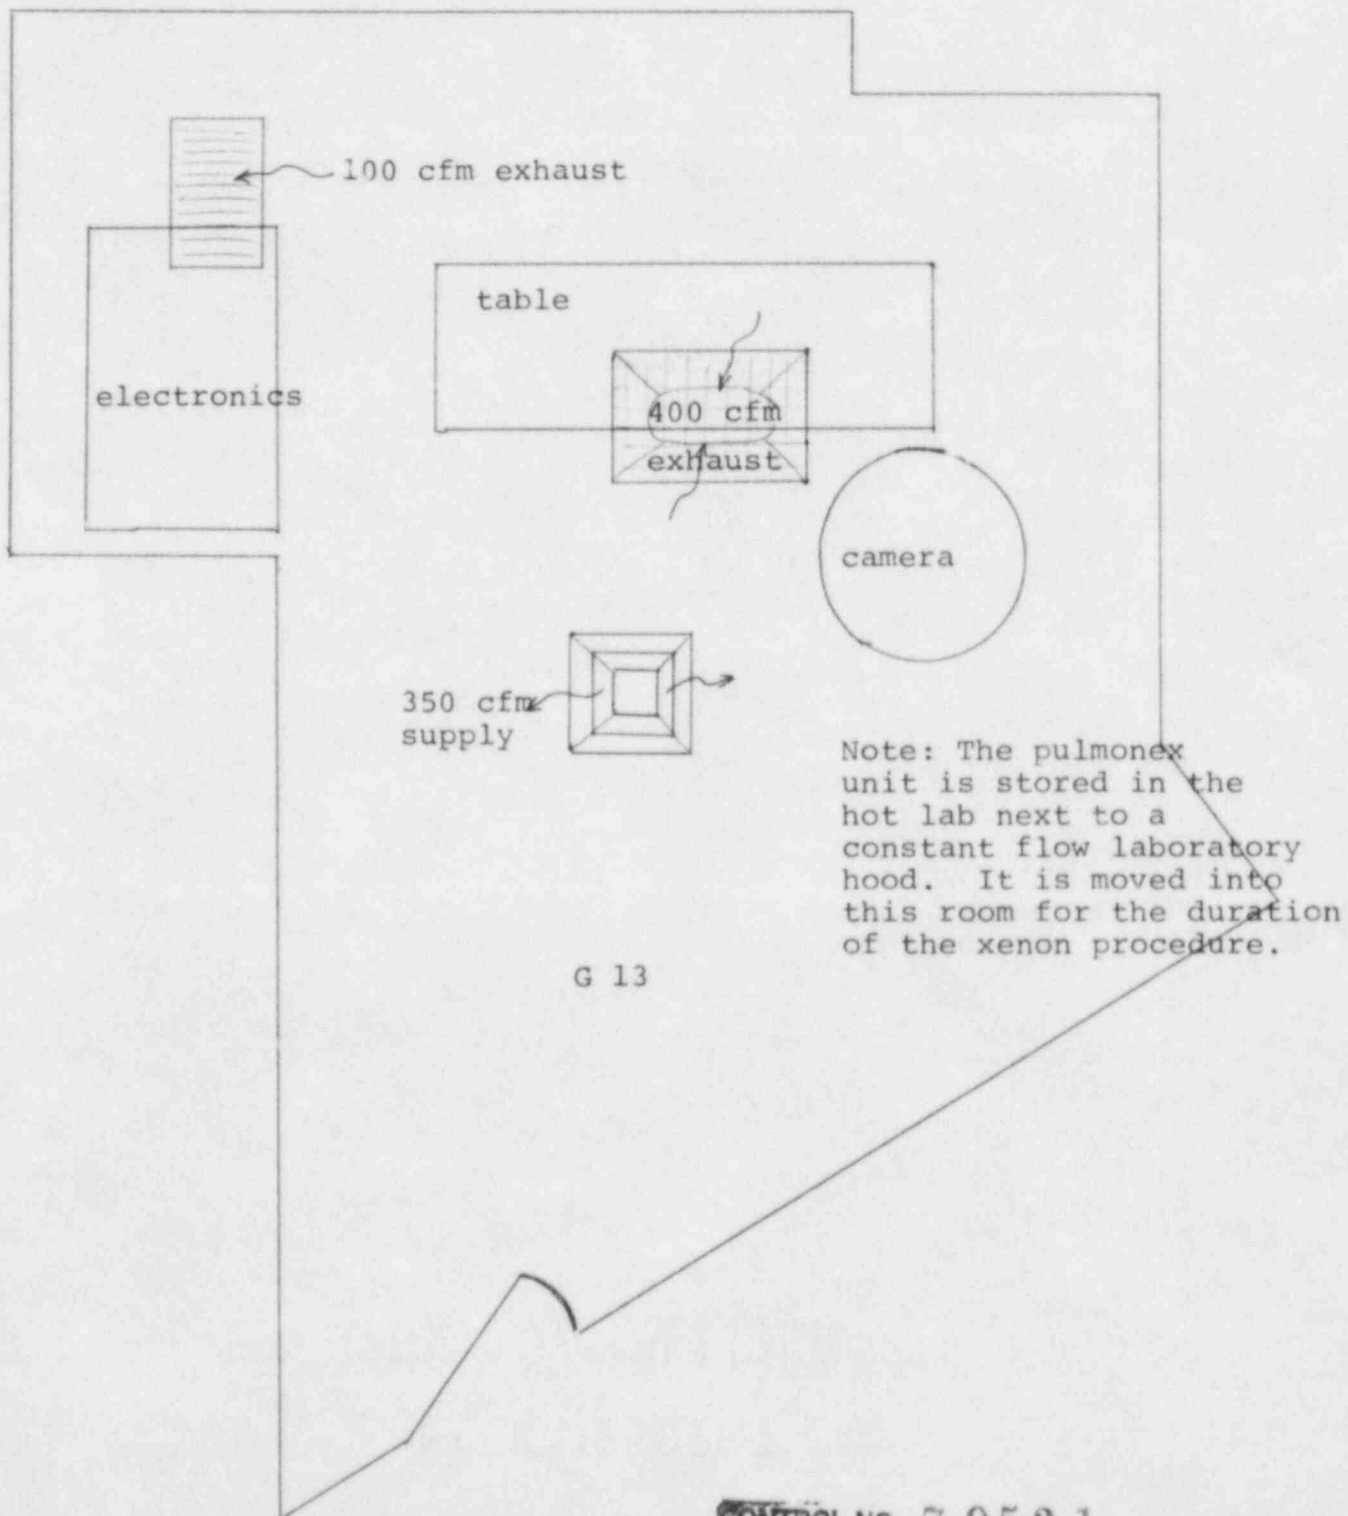 100 cfm exhaust
table
electronics
400 cfm
exhaust
camera
350 cfm
supply
Note: The pulmonex
unit is stored in the
hot lab next to a
constant flow laboratory
hood. It is moved into
this room for the duration
of the xenon procedure.
G 13
CONTROL NO.